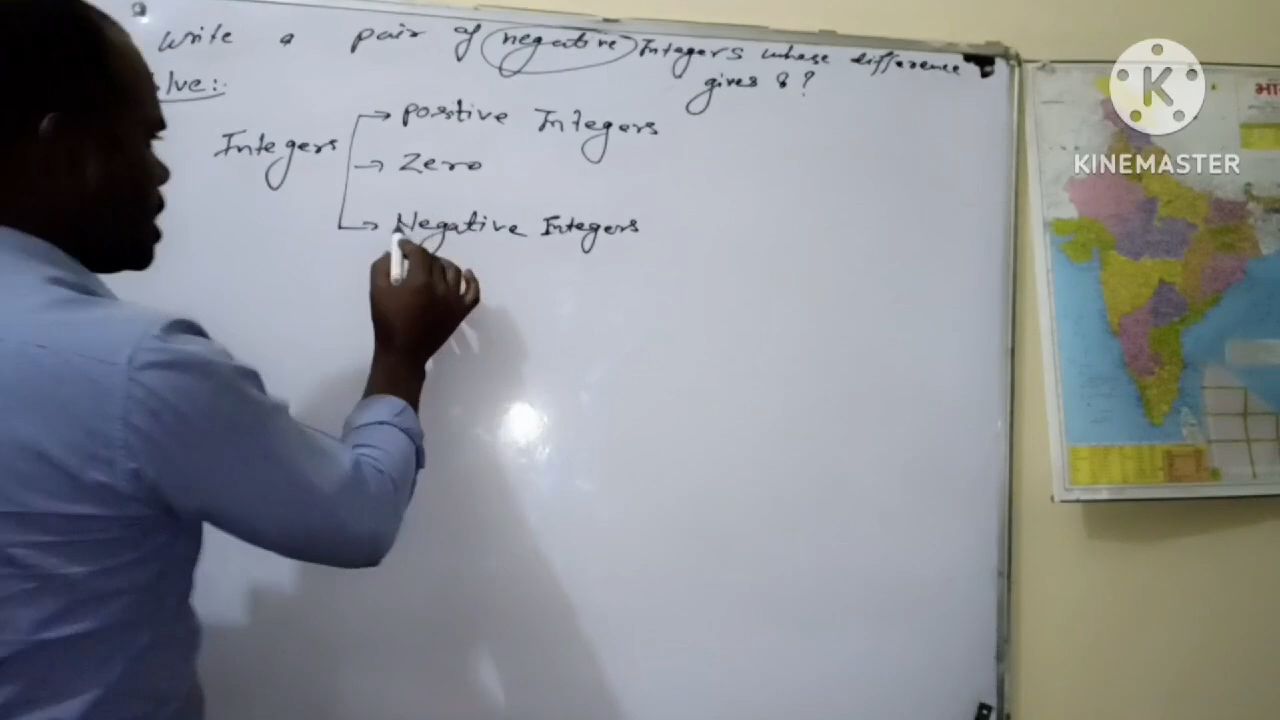 Write a pair of negative Integers whose difference
gives 8?
lve:-
Integers
Positive Integers
Zero
Negative Integers
K
KINEMASTER
भा